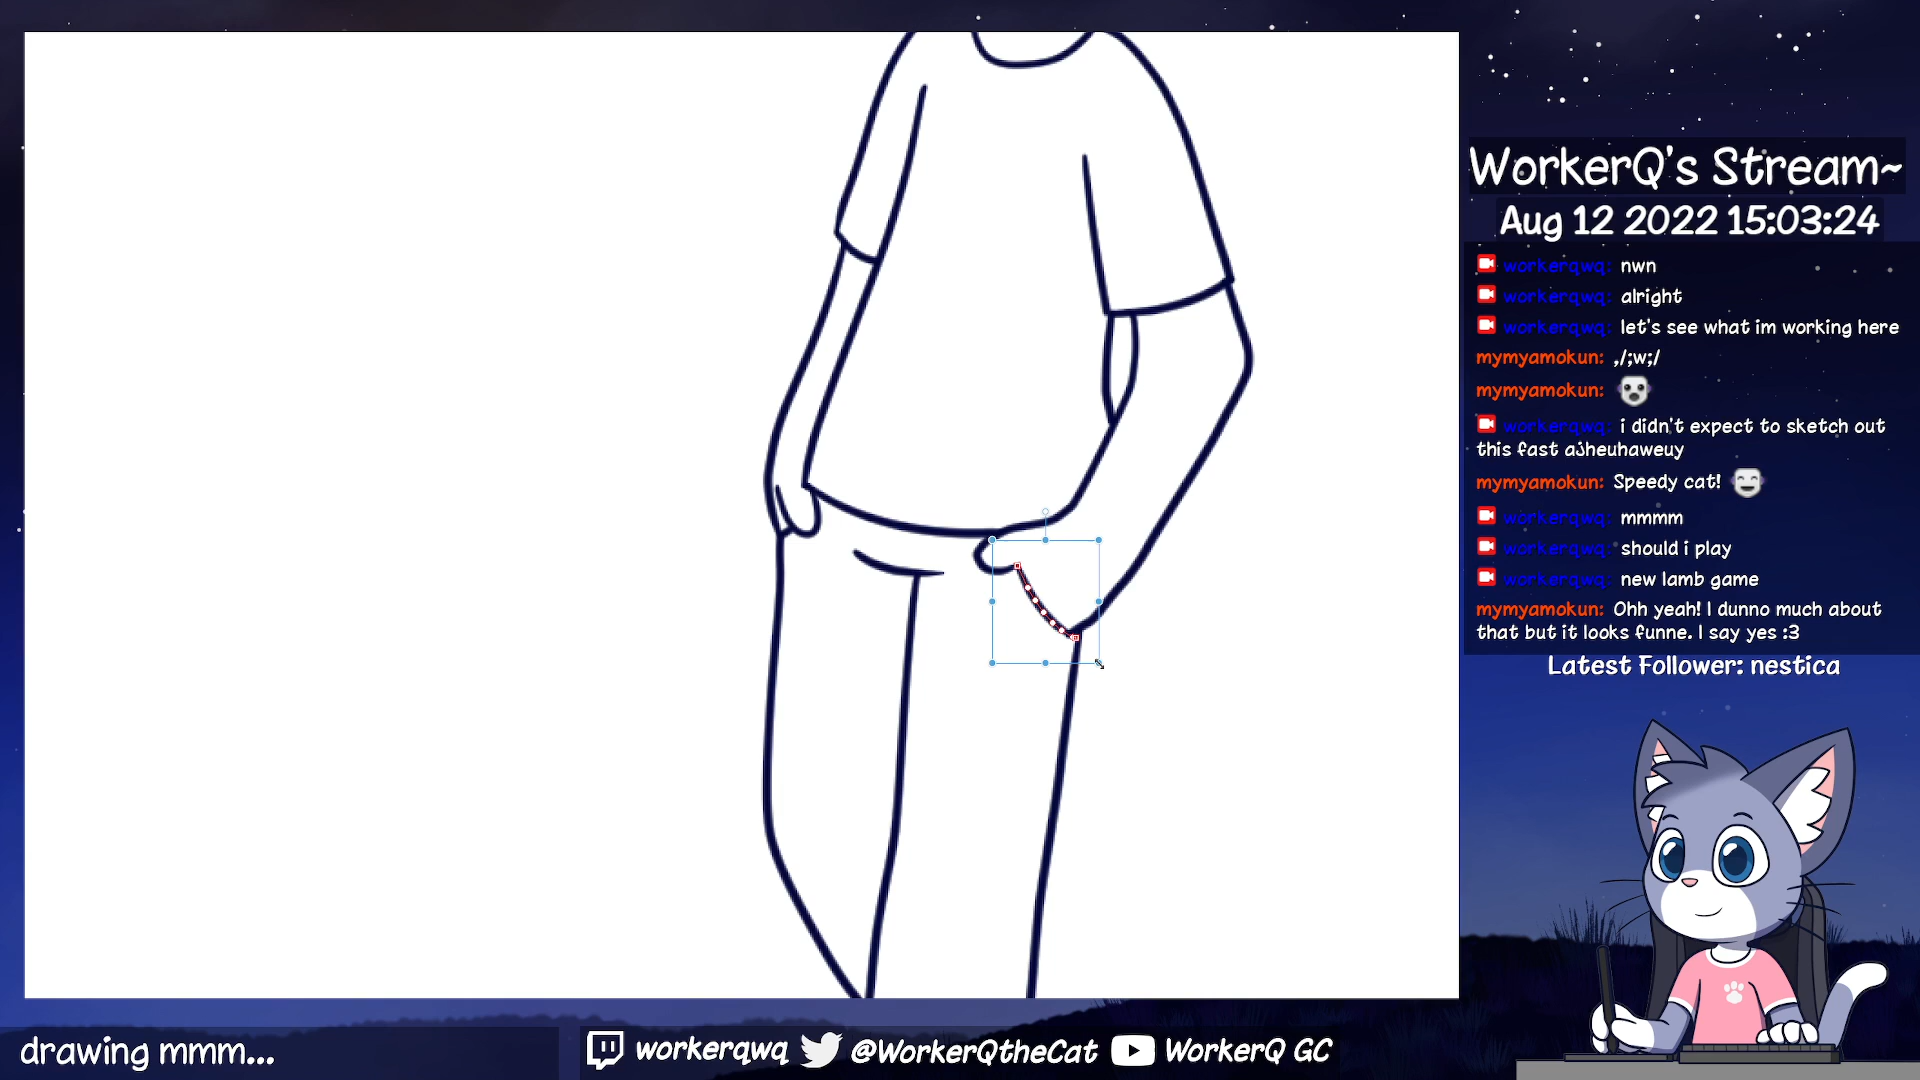 WorkerQ's Stream~
Aug 12 2022 15:03:24
workerqwq: nwn
workerqwq: alright
workerqwq: let's see what im working here
mymyamokun: ,/;w;/
mymyamokun:
workerqwq: i didn't expect to sketch out
this fast ajheuhaweuy
mymyamokun: Speedy cat!
workerqwq: mmmm
workerqwq: should i play
workerqwq: new lamb game
mymyamokun: Ohh yeah! I dunno much about
that but it looks funne. I say yes :3
Latest Follower: nestica
drawing mmm...
workerqwq @WorkerQtheCat WorkerQ GC